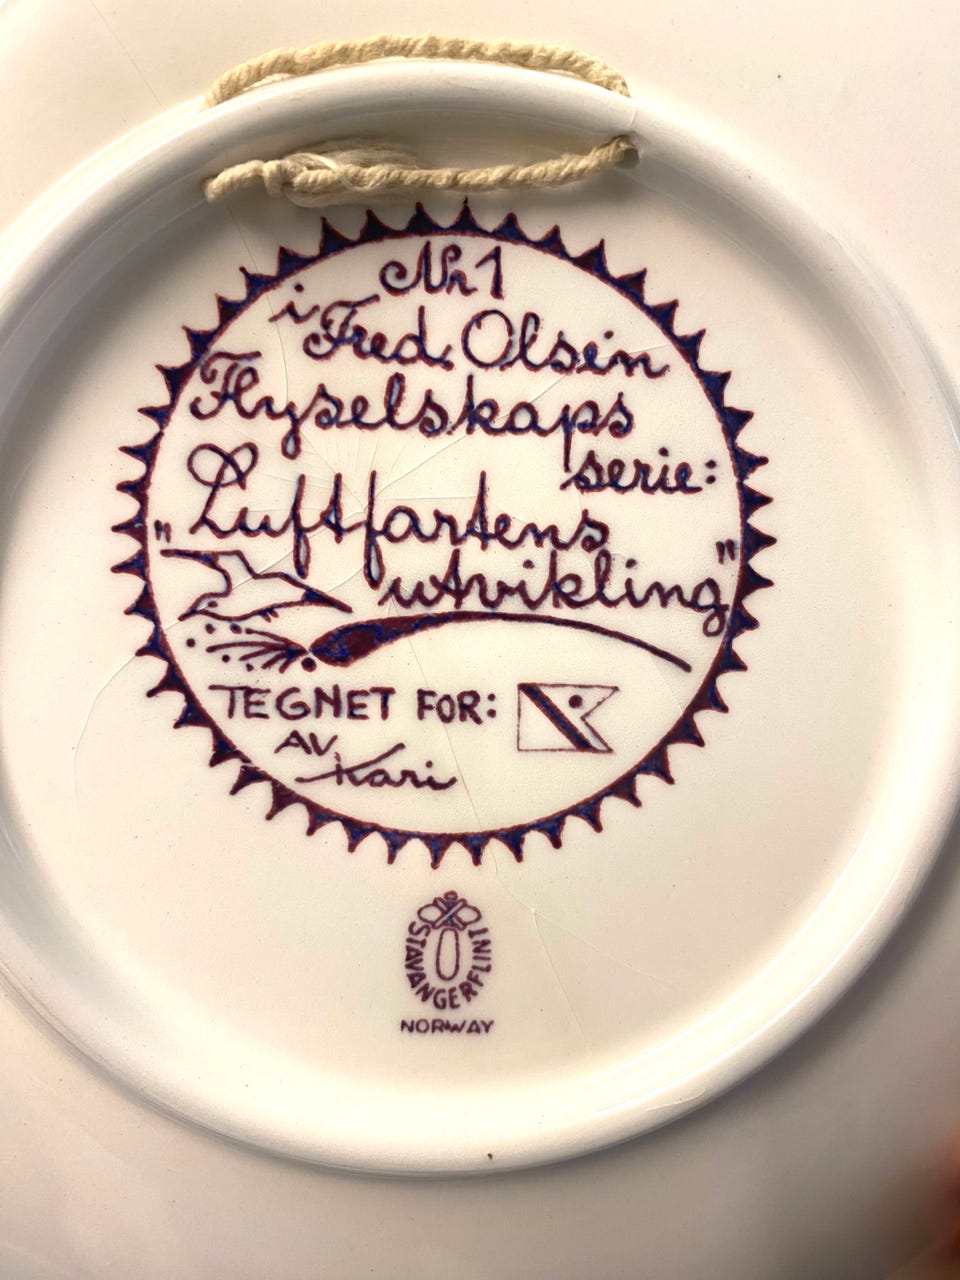 Nr 1
i Fred. Olsen
Flyselskaps
serie:
"Luftfartens
utvikling"
TEGNET FOR:
AV Kari
STAVANGERFLINT
NORWAY